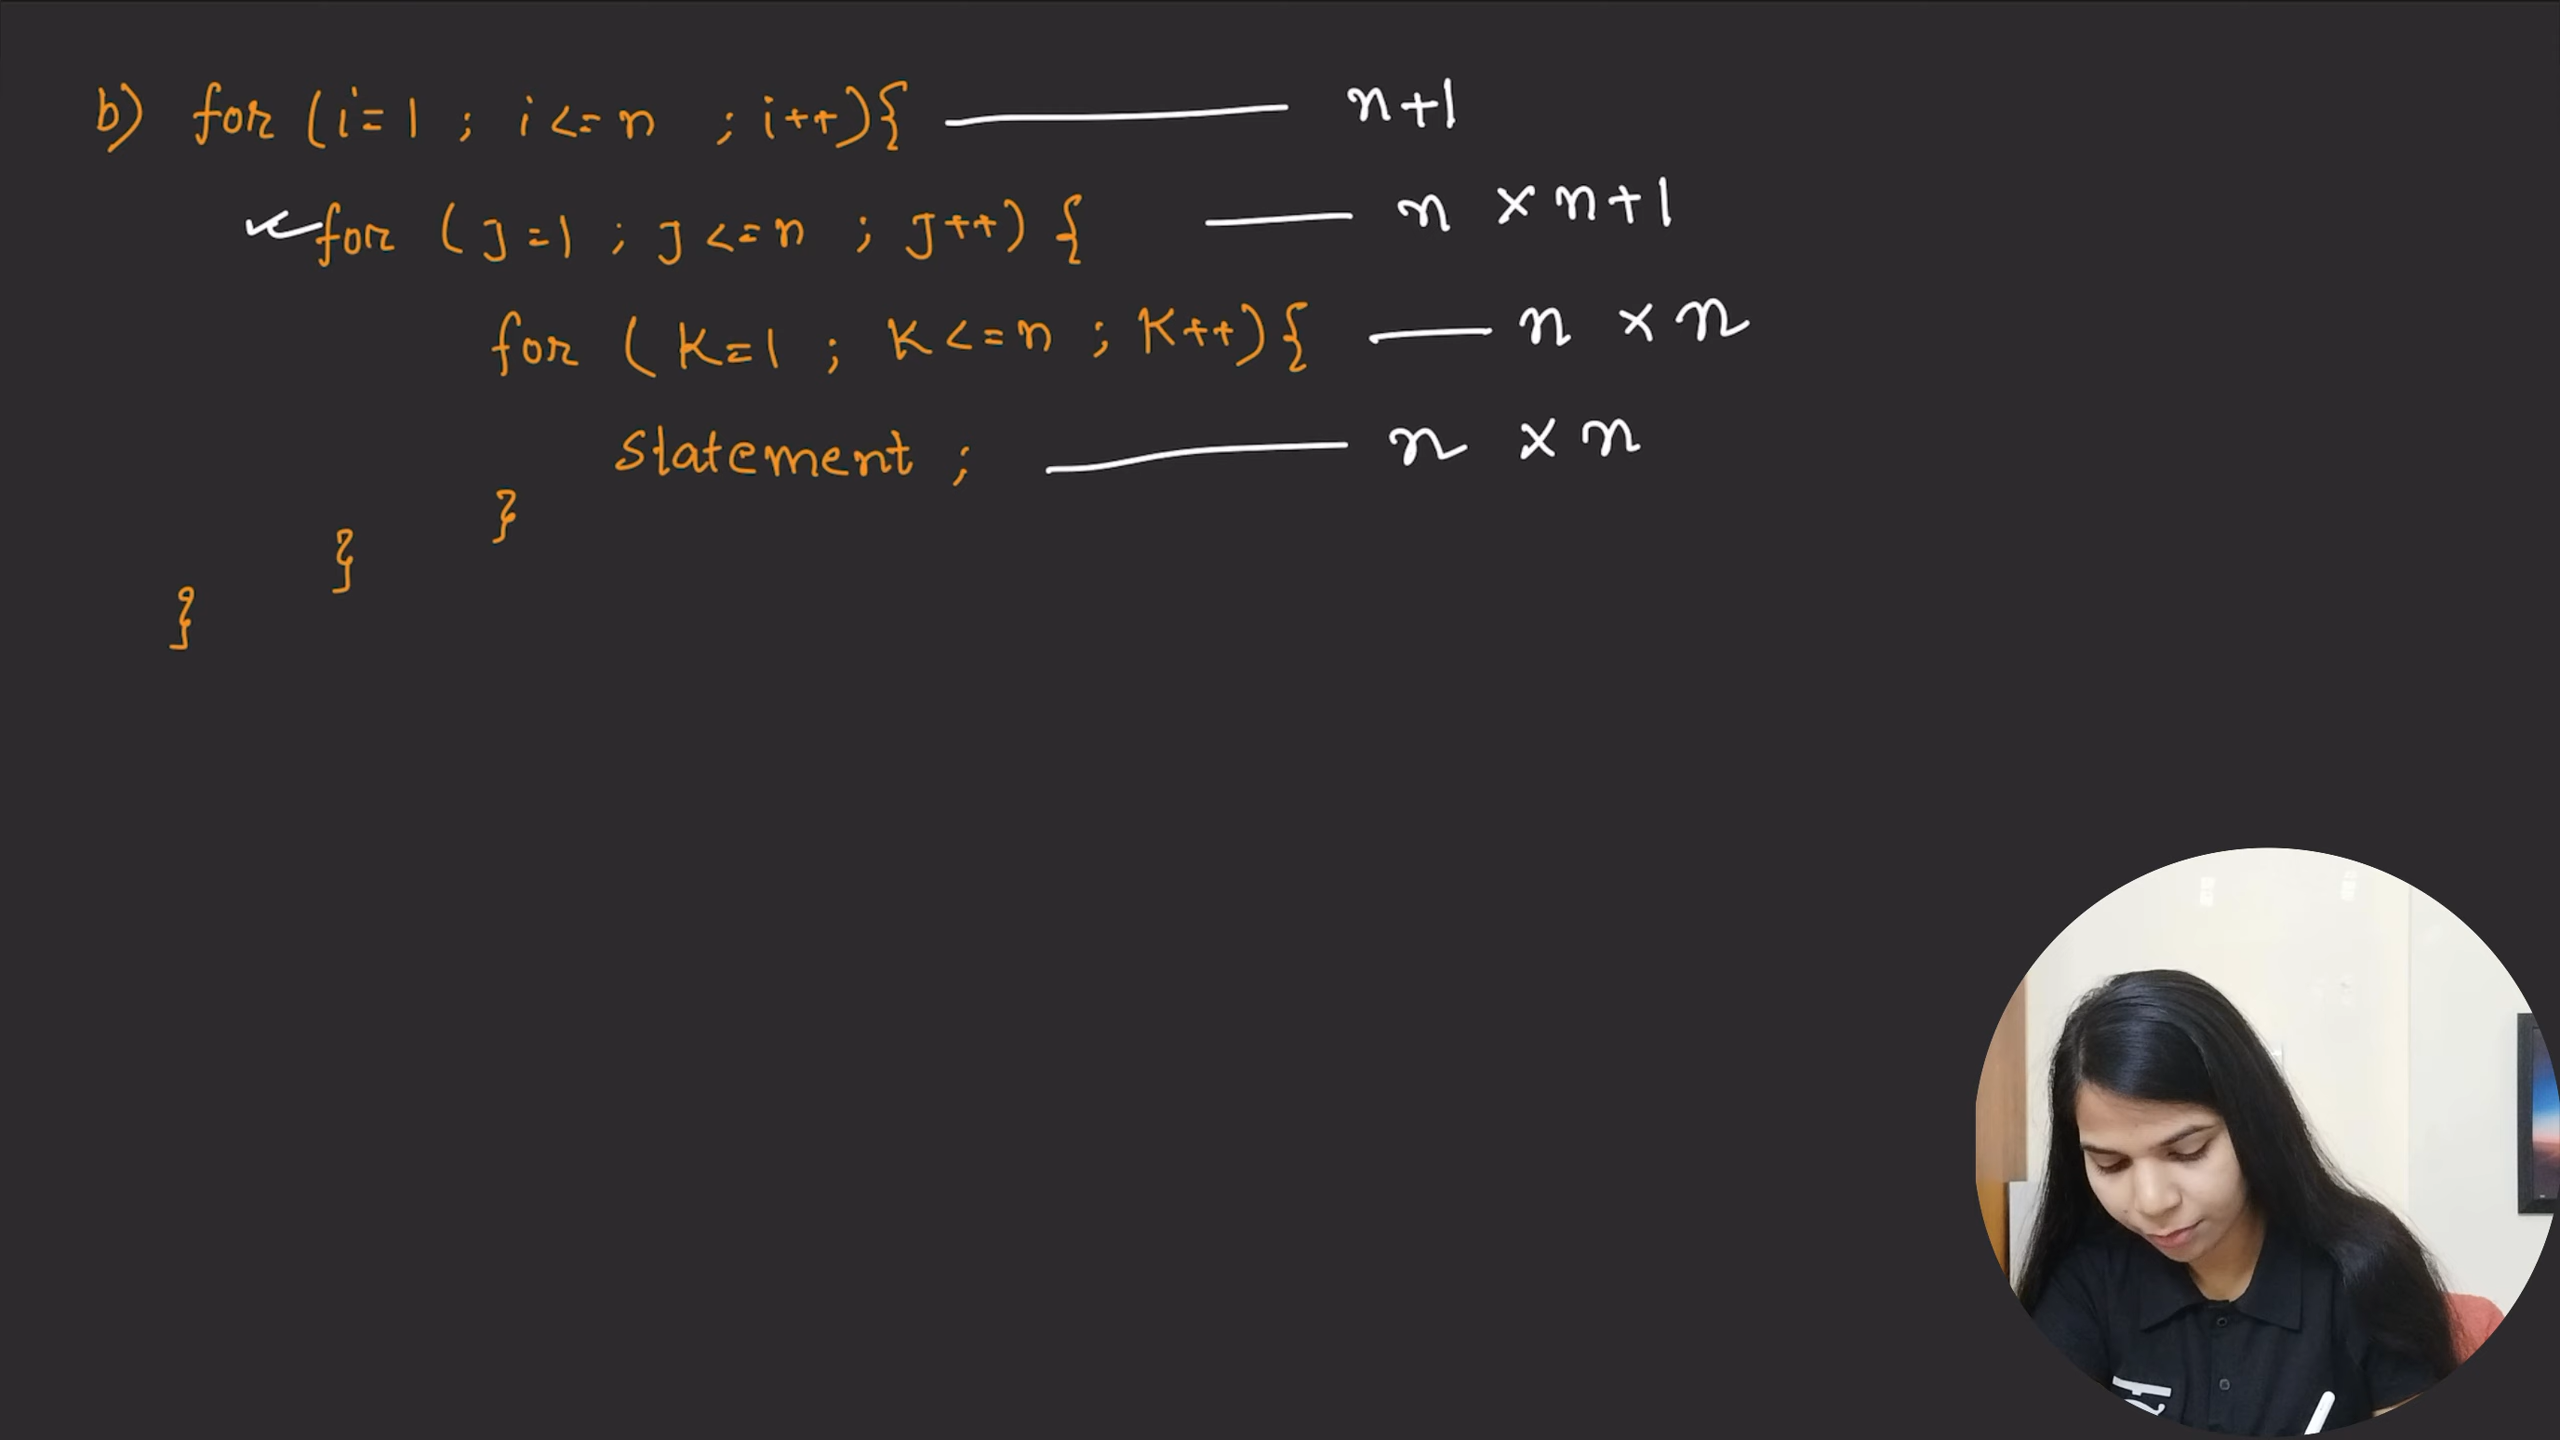 b) for (i=1 ; i<=n ; i++){ —— n+1
for (j=1 ; j<=n ; j++) { —— n × n+1
for (K=1 ; K<=n ; K++){ —— n × n
statement ; —— n × n
}
}
}